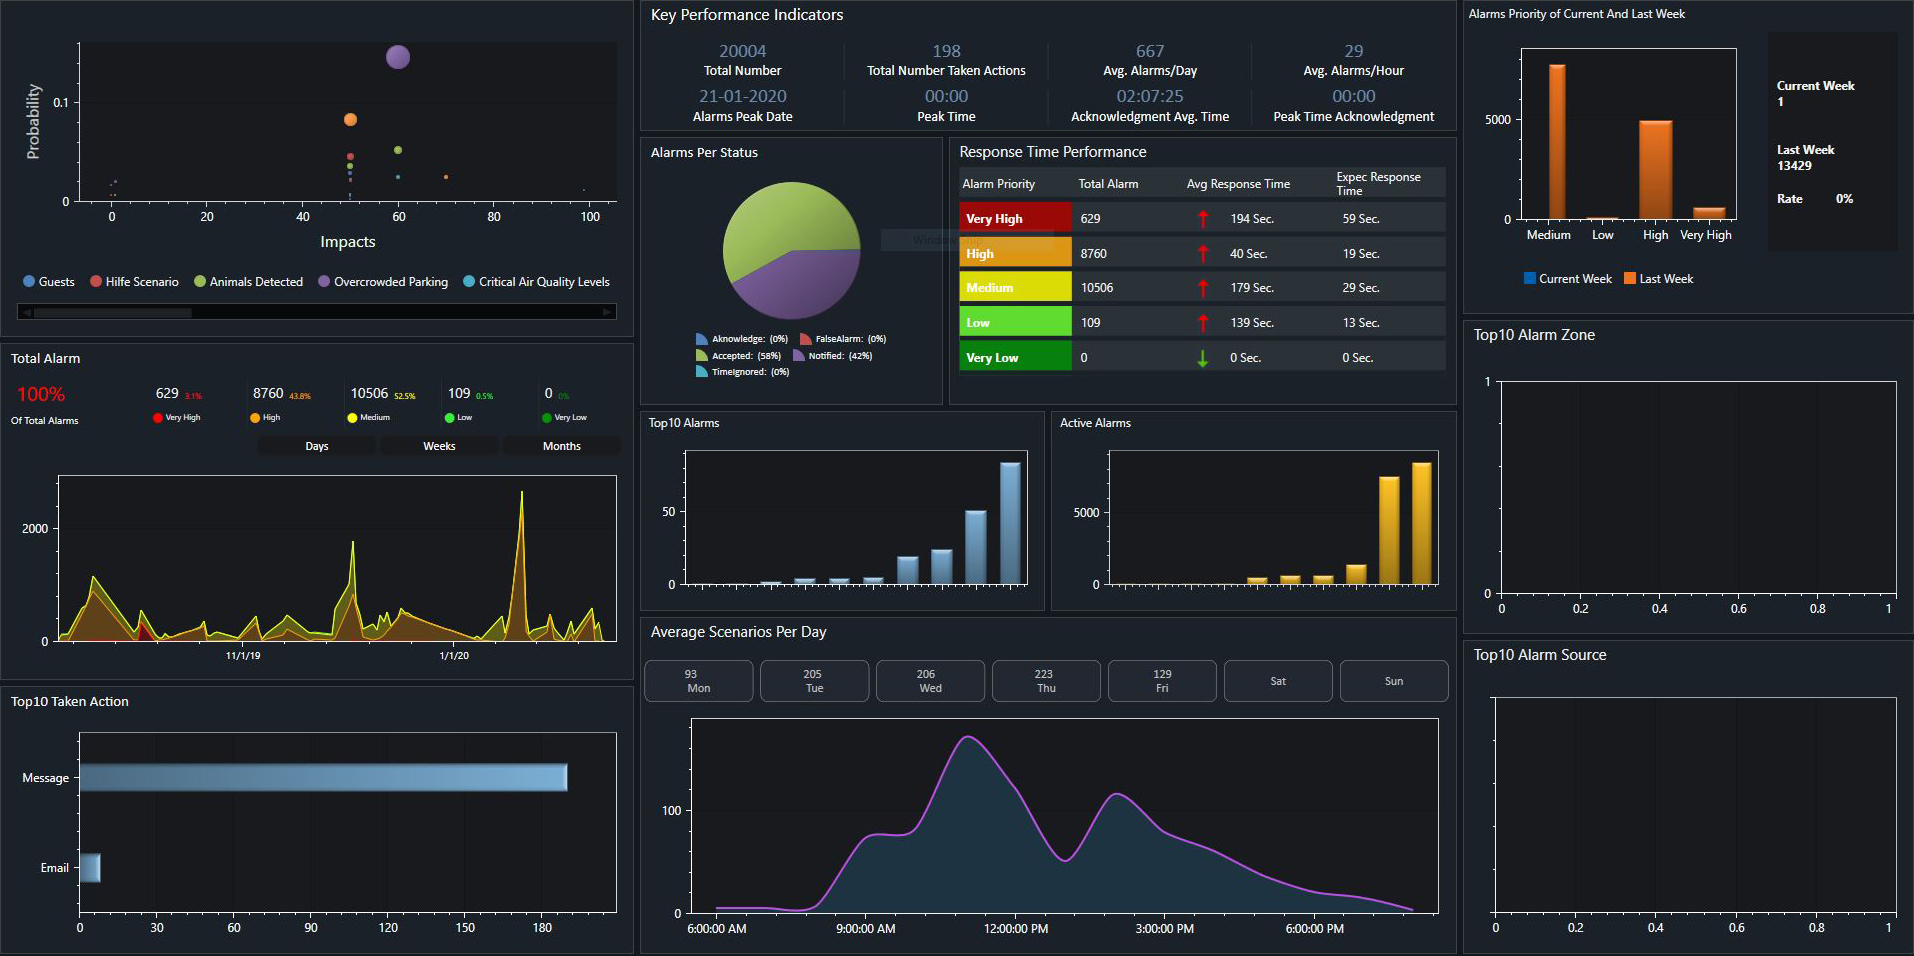 Probability
0.1
0
0 20 40 60 80 100
Impacts
Guests Hilfe Scenario Animals Detected Overcrowded Parking Critical Air Quality Levels
Total Alarm
100%
Of Total Alarms
629 3.1% 8760 43.8% 10506 52.5% 109 0.5% 0 0%
Very High High Medium Low Very Low
Days Weeks Months
2000
0
11/1/19 1/1/20
Top10 Taken Action
Message
Email
0 30 60 90 120 150 180
Key Performance Indicators
20004 198 667 29
Total Number Total Number Taken Actions Avg. Alarms/Day Avg. Alarms/Hour
21-01-2020 00:00 02:07:25 00:00
Alarms Peak Date Peak Time Acknowledgment Avg. Time Peak Time Acknowledgment
Alarms Per Status
Aknowledge: (0%) FalseAlarm: (0%)
Accepted: (58%) Notified: (42%)
TimeIgnored: (0%)
Response Time Performance
Alarm Priority Total Alarm Avg Response Time Expec Response
Time
Very High 629 194 Sec. 59 Sec.
High 8760 40 Sec. 19 Sec.
Medium 10506 179 Sec. 29 Sec.
Low 109 139 Sec. 13 Sec.
Very Low 0 0 Sec. 0 Sec.
Top10 Alarms
50
0
Active Alarms
5000
0
Average Scenarios Per Day
93 205 206 223 129
Mon Tue Wed Thu Fri Sat Sun
100
0
6:00:00 AM 9:00:00 AM 12:00:00 PM 3:00:00 PM 6:00:00 PM
Alarms Priority of Current And Last Week
5000
0
Medium Low High Very High
Current Week Last Week
Current Week
1
Last Week
13429
Rate 0%
Top10 Alarm Zone
1
0
0 0.2 0.4 0.6 0.8 1
Top10 Alarm Source
0 0.2 0.4 0.6 0.8 1